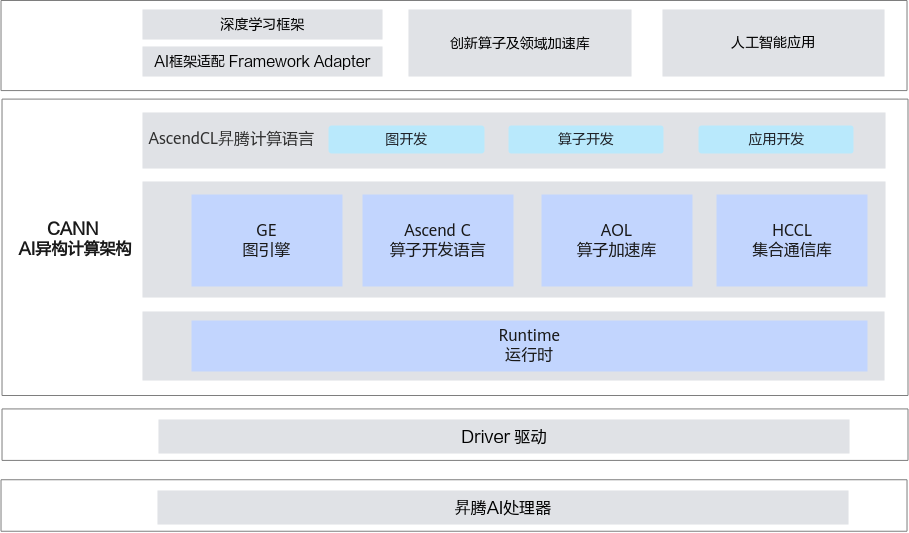 深度学习框架
AI框架适配 Framework Adapter
创新算子及领域加速库
人工智能应用
CANN
AI异构计算架构
AscendCL昇腾计算语言
图开发
算子开发
应用开发
GE
图引擎
Ascend C
算子开发语言
AOL
算子加速库
HCCL
集合通信库
Runtime
运行时
Driver 驱动
昇腾AI处理器